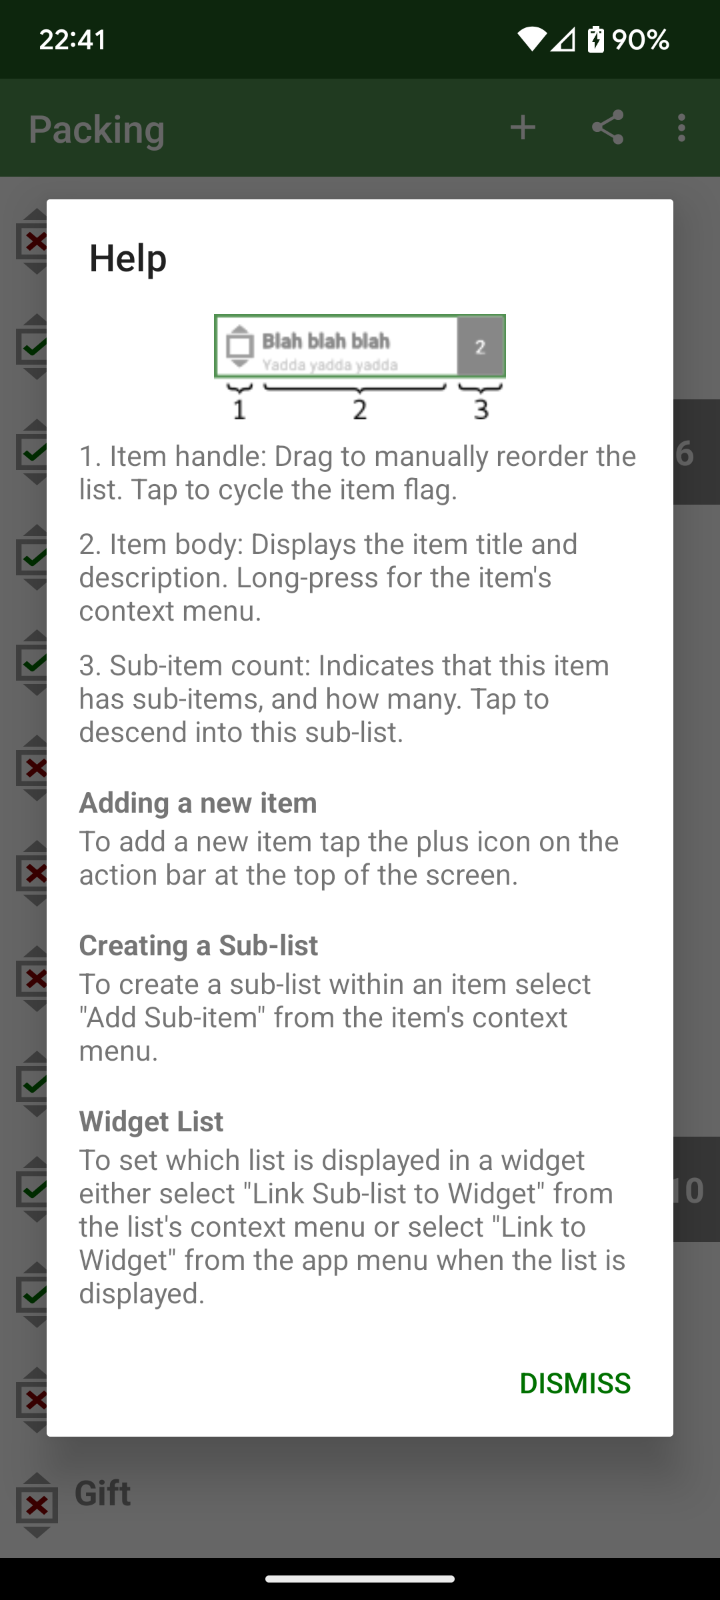 22:41
90%
Packing
Help
Blah blah blah
Yadda yadda yadda
2
1
2
3
1. Item handle: Drag to manually reorder the
list. Tap to cycle the item flag.
2. Item body: Displays the item title and
description. Long-press for the item's
context menu.
3. Sub-item count: Indicates that this item
has sub-items, and how many. Tap to
descend into this sub-list.
Adding a new item
To add a new item tap the plus icon on the
action bar at the top of the screen.
Creating a Sub-list
To create a sub-list within an item select
"Add Sub-item" from the item's context
menu.
Widget List
To set which list is displayed in a widget
either select "Link Sub-list to Widget" from
the list's context menu or select "Link to
Widget" from the app menu when the list is
displayed.
DISMISS
6
10
Gift